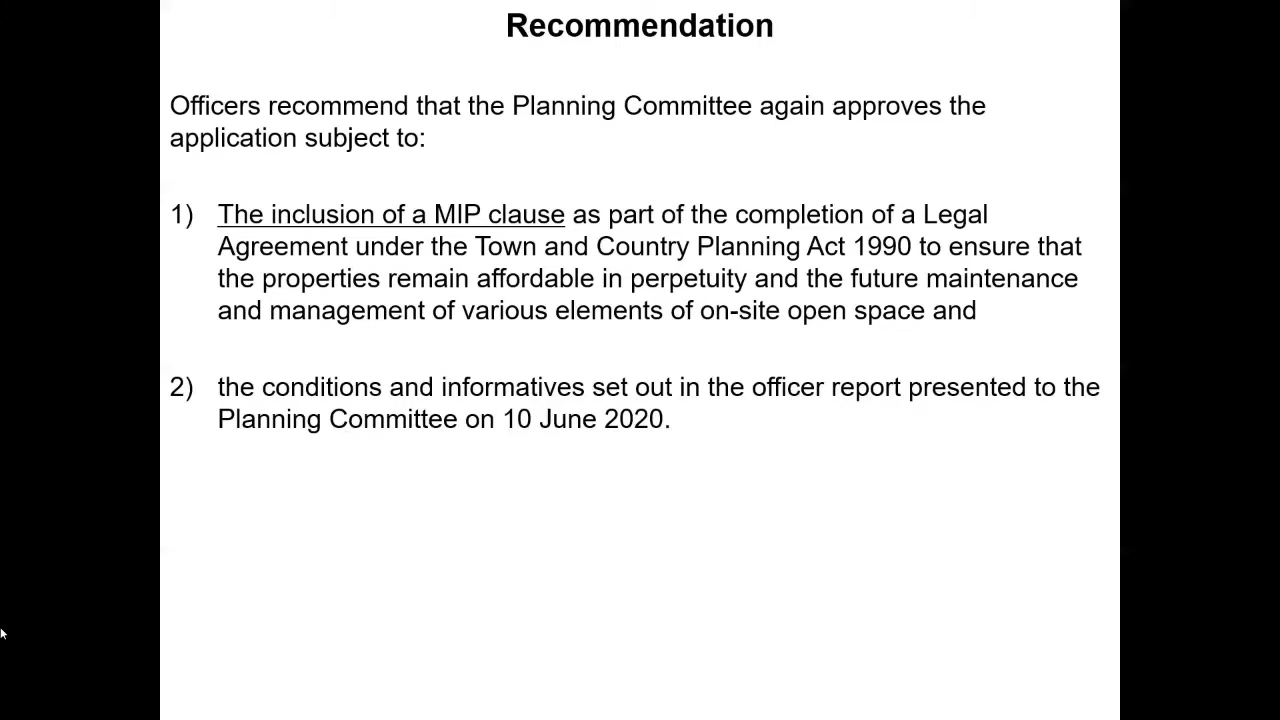 Recommendation
Officers recommend that the Planning Committee again approves the
application subject to:
1) The inclusion of a MIP clause as part of the completion of a Legal
Agreement under the Town and Country Planning Act 1990 to ensure that
the properties remain affordable in perpetuity and the future maintenance
and management of various elements of on-site open space and
2) the conditions and informatives set out in the officer report presented to the
Planning Committee on 10 June 2020.